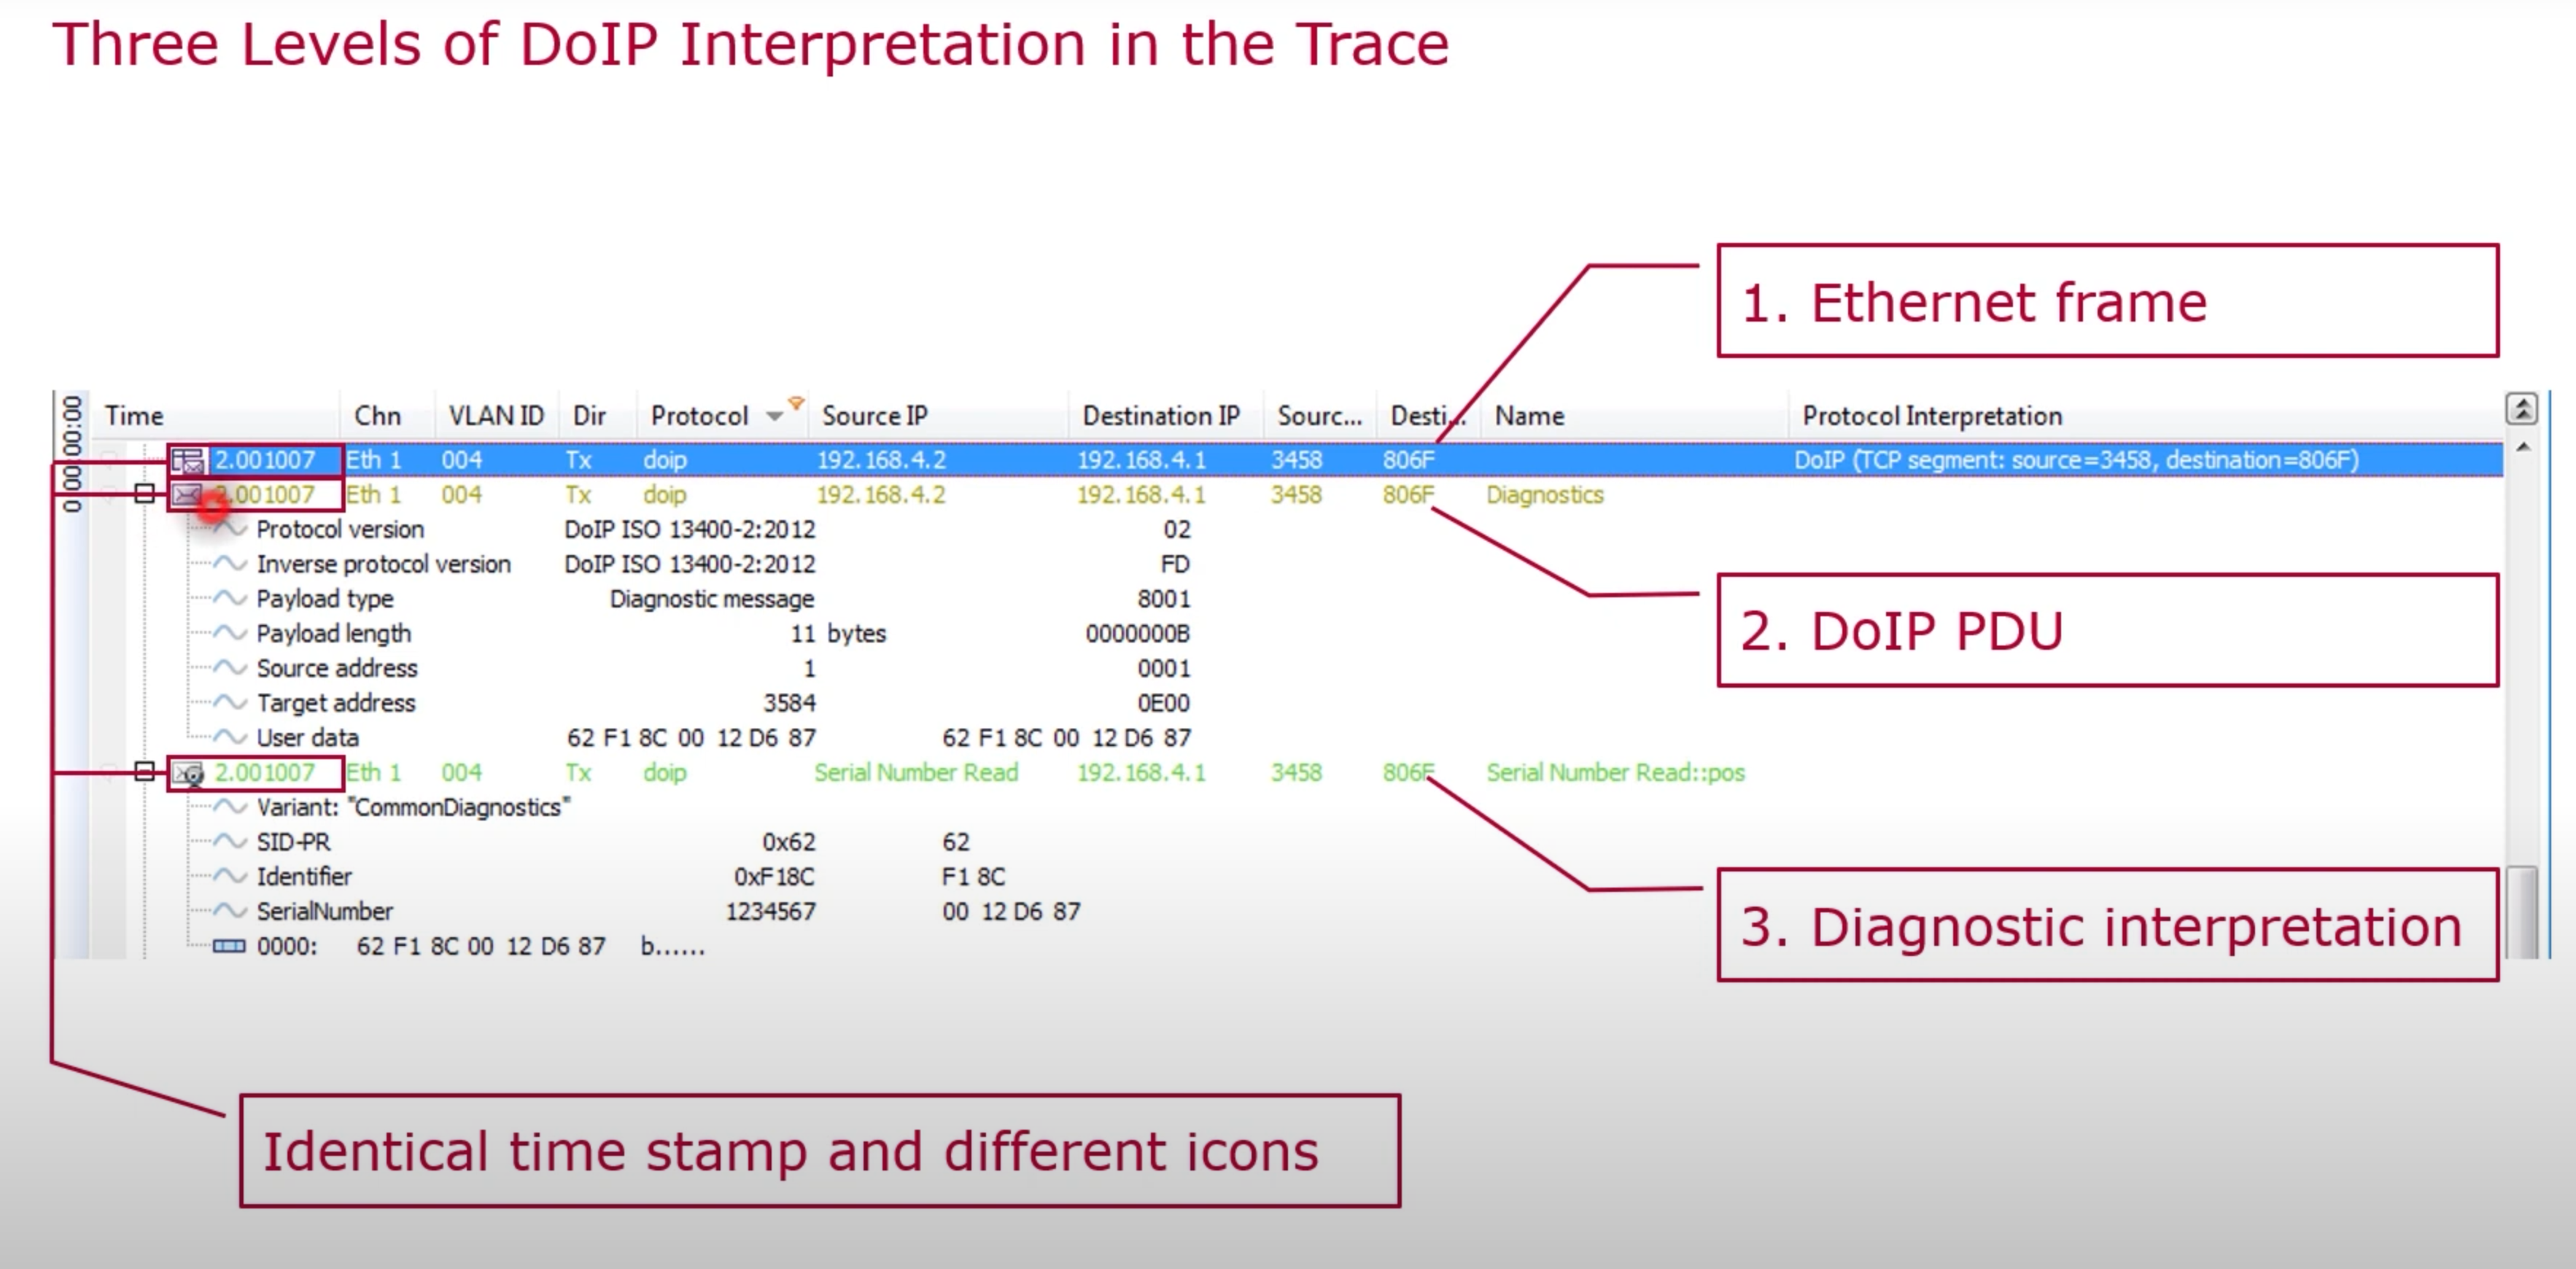 Three Levels of DoIP Interpretation in the Trace
1. Ethernet frame
0:00:00:00
Time Chn VLAN ID Dir Protocol Source IP Destination IP Sourc... Desti... Name Protocol Interpretation
2.001007 Eth 1 004 Tx doip 192.168.4.2 192.168.4.1 3458 806F DoIP (TCP segment: source=3458, destination=806F)
2.001007 Eth 1 004 Tx doip 192.168.4.2 192.168.4.1 3458 806F Diagnostics
Protocol version DoIP ISO 13400-2:2012 02
Inverse protocol version DoIP ISO 13400-2:2012 FD
Payload type Diagnostic message 8001
Payload length 11 bytes 0000000B
2. DoIP PDU
Source address 1 0001
Target address 3584 0E00
User data 62 F1 8C 00 12 D6 87 62 F1 8C 00 12 D6 87
2.001007 Eth 1 004 Tx doip Serial Number Read 192.168.4.1 3458 806F Serial Number Read::pos
Variant: "CommonDiagnostics"
SID-PR 0x62 62
Identifier 0xF18C F1 8C
SerialNumber 1234567 00 12 D6 87
3. Diagnostic interpretation
0000: 62 F1 8C 00 12 D6 87 b......
Identical time stamp and different icons